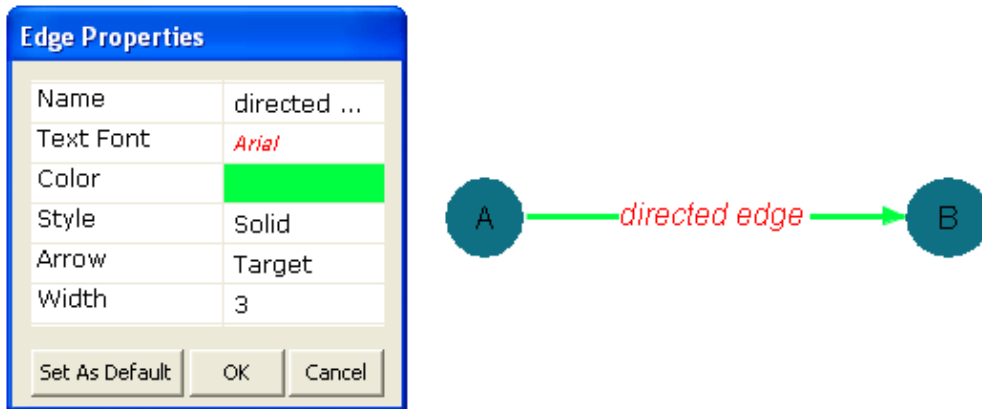 Edge Properties
Name directed ...
Text Font Arial
Color
Style Solid
Arrow Target
Width 3
Set As Default OK Cancel
A directed edge B